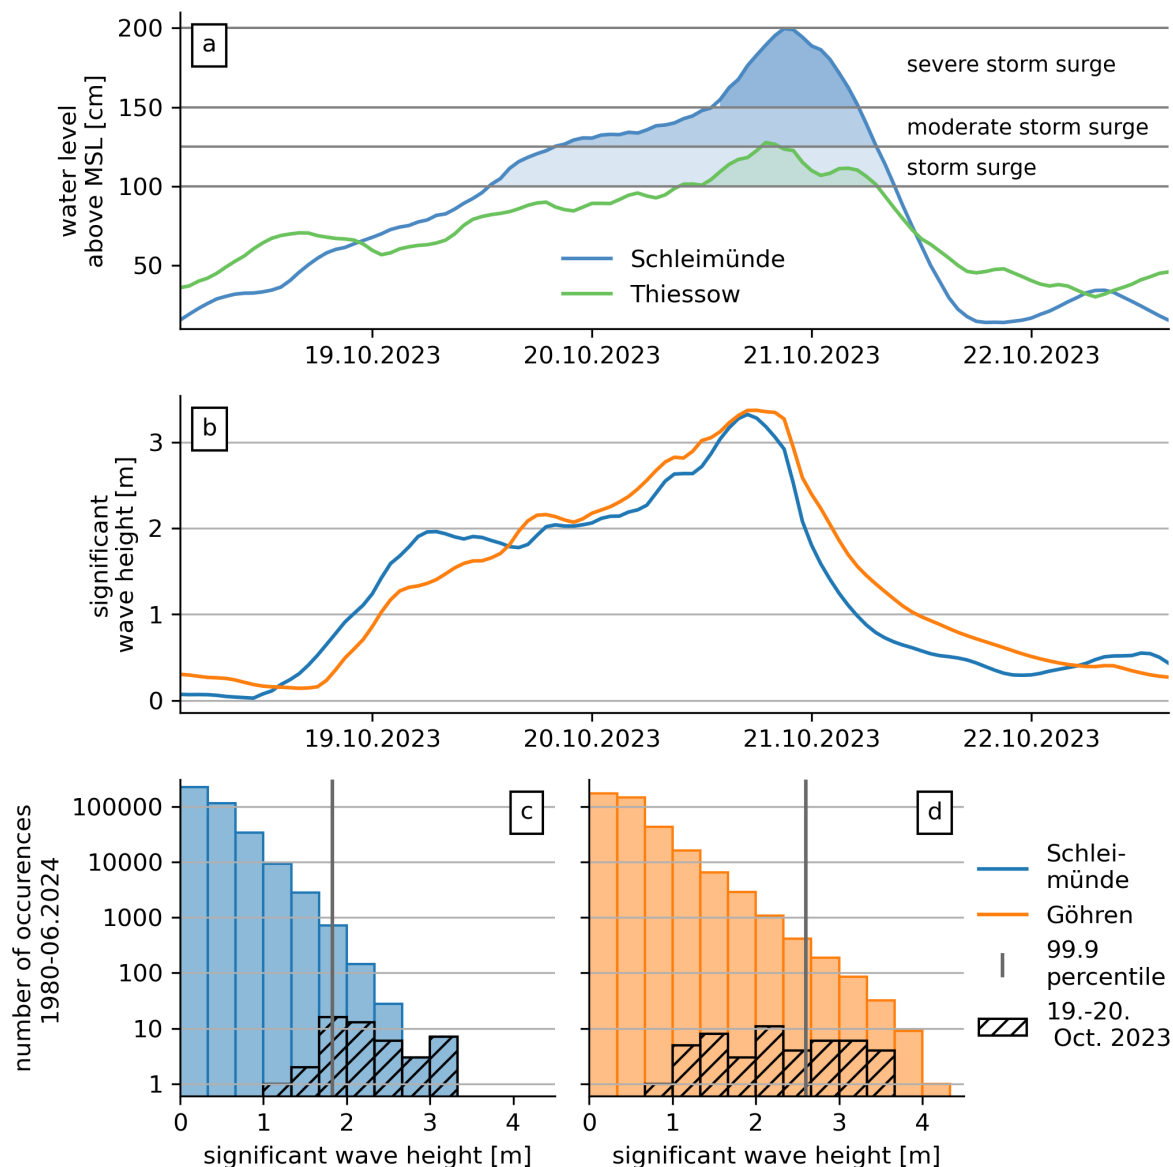 a
200
150
100
50
water level
above MSL [cm]
severe storm surge
moderate storm surge
storm surge
Schleimünde
Thiessow
19.10.2023
20.10.2023
21.10.2023
22.10.2023
b
3
2
1
0
significant
wave height [m]
19.10.2023
20.10.2023
21.10.2023
22.10.2023
c
100000
10000
1000
100
10
1
number of occurences
1980-06.2024
0 1 2 3 4
significant wave height [m]
d
0 1 2 3 4
significant wave height [m]
Schlei-
münde
Göhren
99.9
percentile
19.-20.
Oct. 2023